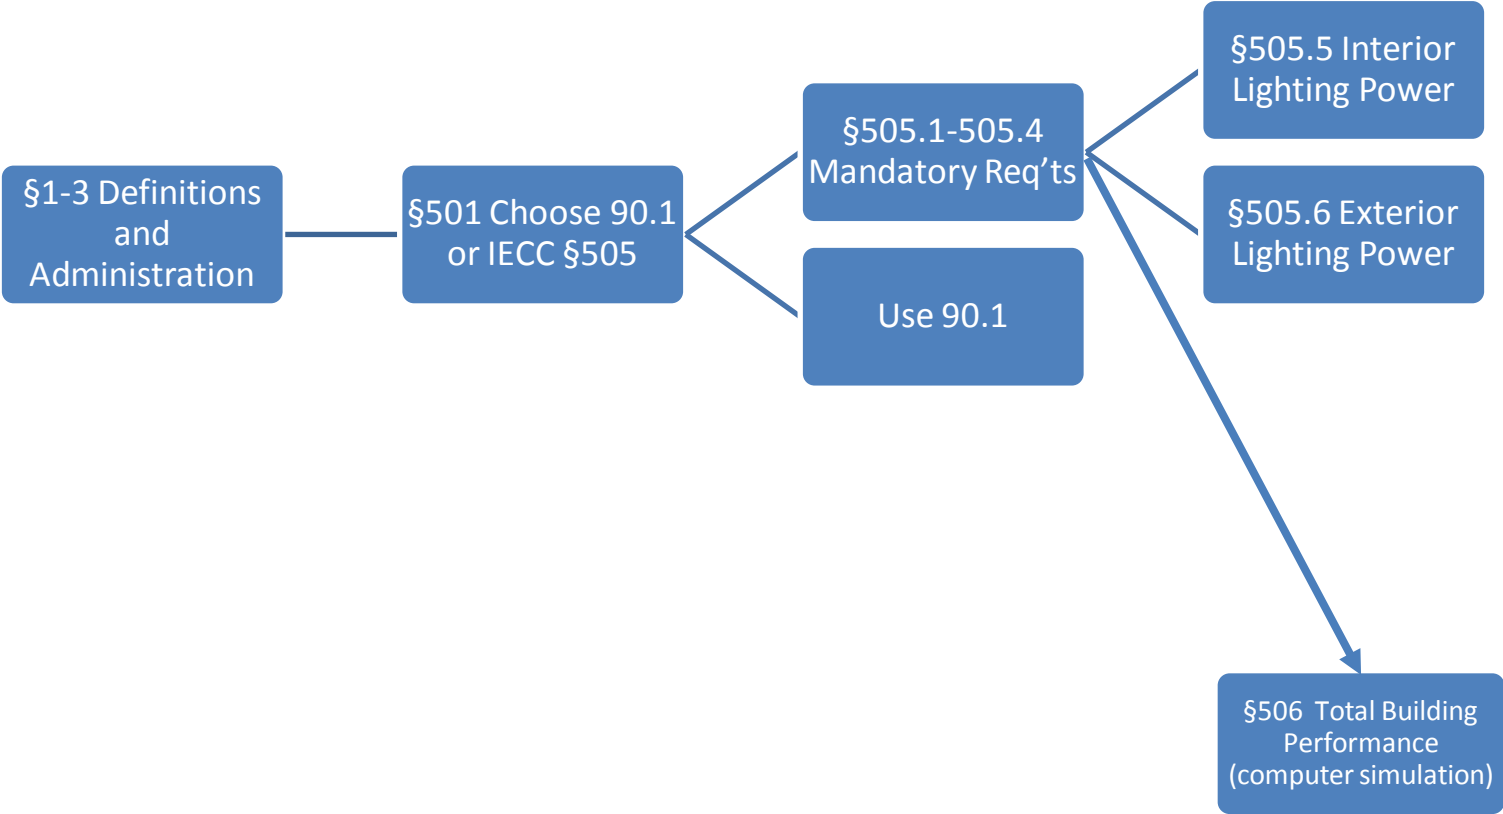 §1-3 Definitions
and
Administration
§501 Choose 90.1
or IECC §505
§505.1-505.4
Mandatory Req’ts
Use 90.1
§505.5 Interior
Lighting Power
§505.6 Exterior
Lighting Power
§506  Total Building
Performance
(computer simulation)